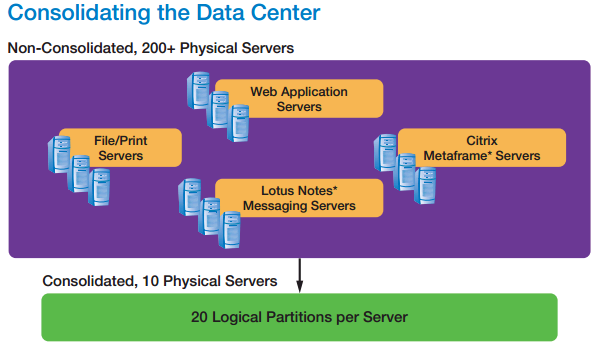 Consolidating the Data Center
Non-Consolidated, 200+ Physical Servers
Web Application
Servers
File/Print
Servers
Citrix
Metaframe* Servers
Lotus Notes*
Messaging Servers
Consolidated, 10 Physical Servers
20 Logical Partitions per Server